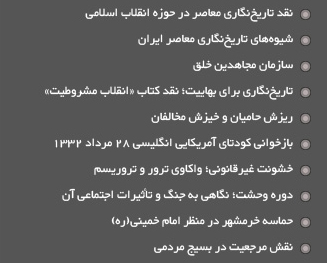 نقد تاریخ‌نگاری معاصر در حوزه انقلاب اسلامی
شیوه‌های تاریخ‌نگاری معاصر ایران
سازمان مجاهدین خلق
تاریخ‌نگاری برای بهاییت؛ نقد کتاب «انقلاب مشروطیت»
ریزش حامیان و خیزش مخالفان
بازخوانی کودتای آمریکایی انگلیسی ۲۸ مرداد ۱۳۳۲
خشونت غیرقانونی؛ واکاوی ترور و تروریسم
دوره وحشت؛ نگاهی به جنگ و تأثیرات اجتماعی آن
حماسه خرمشهر در منظر امام خمینی(ره)
نقش مرجعیت در بسیج مردمی